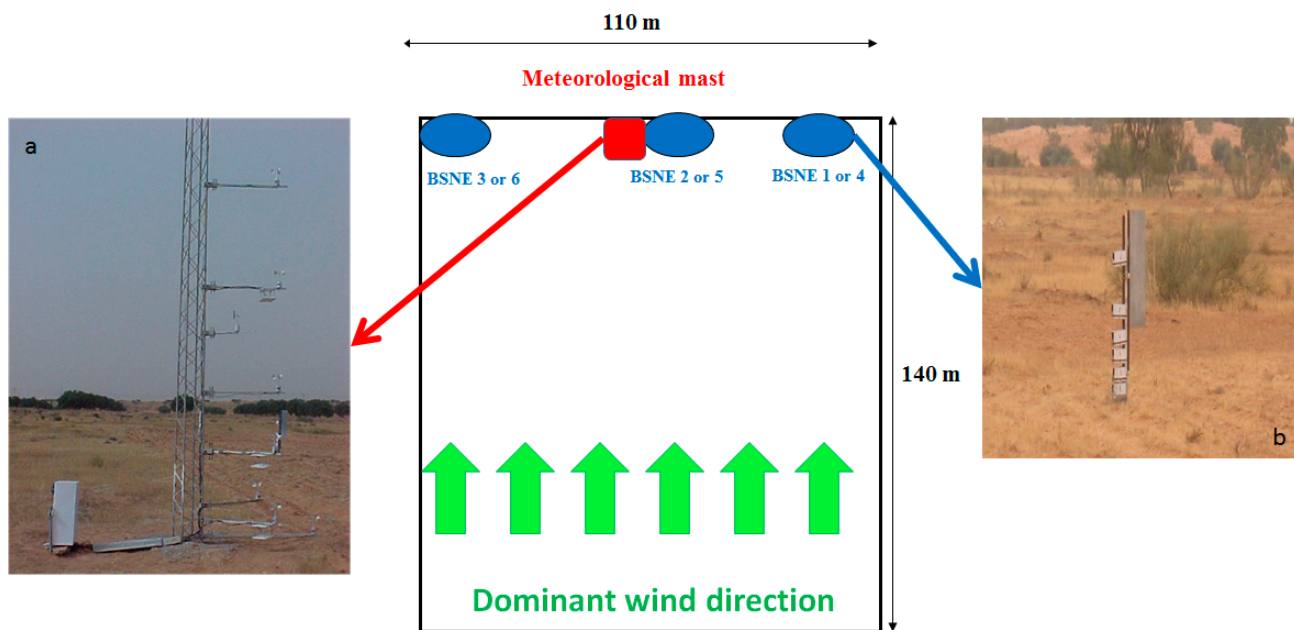 110 m
Meteorological mast
a
BSNE 3 or 6
BSNE 2 or 5
BSNE 1 or 4
140 m
b
Dominant wind direction